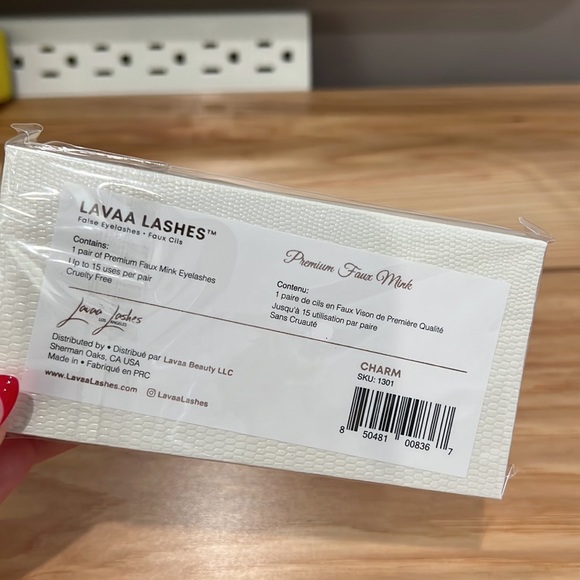 LAVAA LASHES™
False Eyelashes • Faux Cils
Contains:
1 pair of Premium Faux Mink Eyelashes
Up to 15 uses per pair
Cruelty Free
Premium Faux Mink
Contenu:
1 paire de cils en Faux Vison de Première Qualité
Jusqu'à 15 utilisation par paire
Sans Cruauté
Lavaa Lashes
LOS ANGELES
Distributed by • Distribué par Lavaa Beauty LLC
Sherman Oaks, CA USA
Made in • Fabriqué en PRC
www.LavaaLashes.com LavaaLashes
CHARM
SKU: 1301
8 50481 00836 7